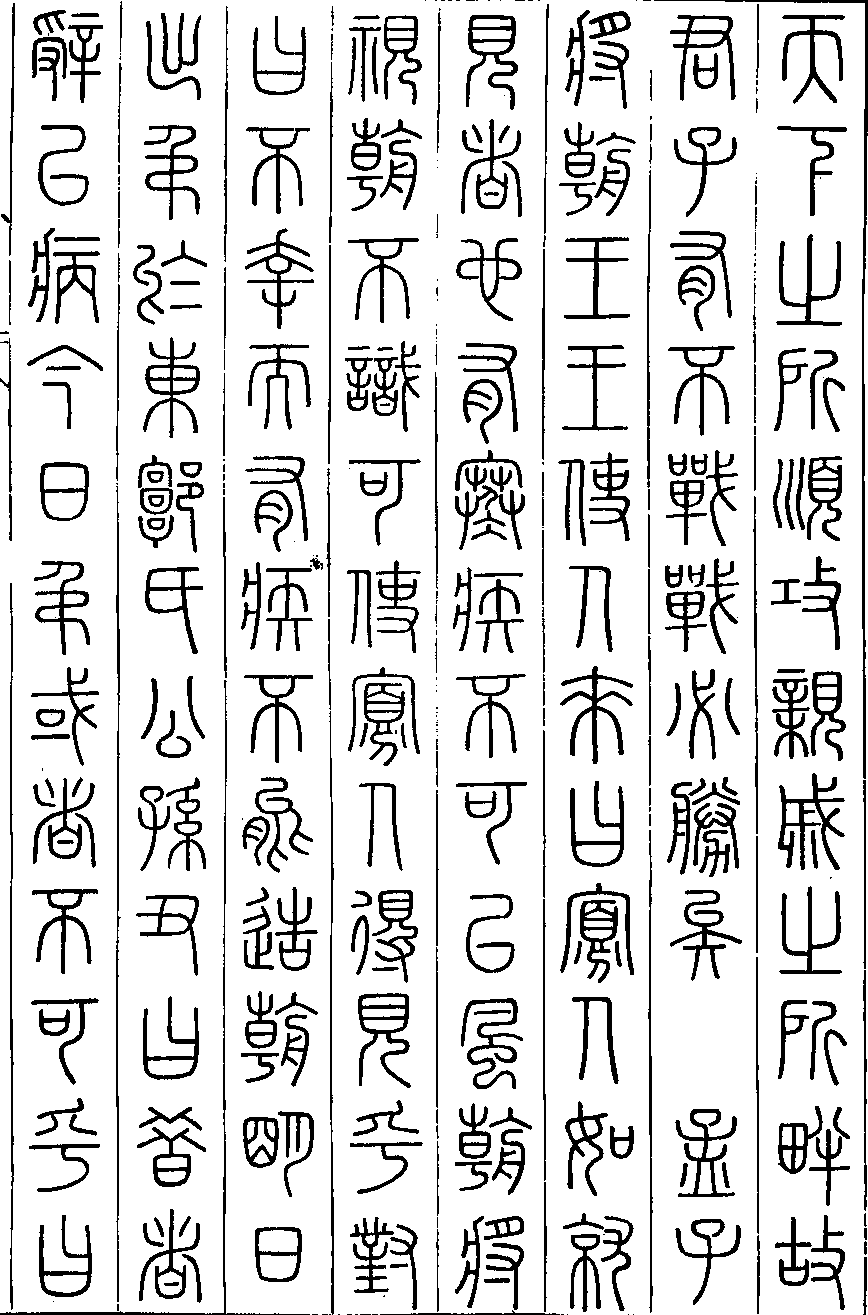 天下之所順攻親戚之所畔故
君子有不戰戰必勝矣　孟子
將朝王王使人來曰寡人如就
見者也有寒疾不可以風朝將
視朝不識可使寡人得見乎對
曰不幸而有疾不能造朝明日
出弔於東郭氏公孫丑曰昔者
辭以病今日弔或者不可乎曰